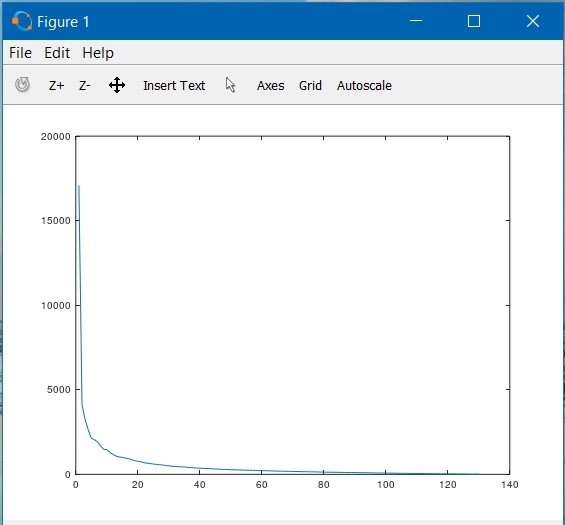 Figure 1
File Edit Help
Z+ Z- Insert Text Axes Grid Autoscale
20000
15000
10000
5000
0
0 20 40 60 80 100 120 140